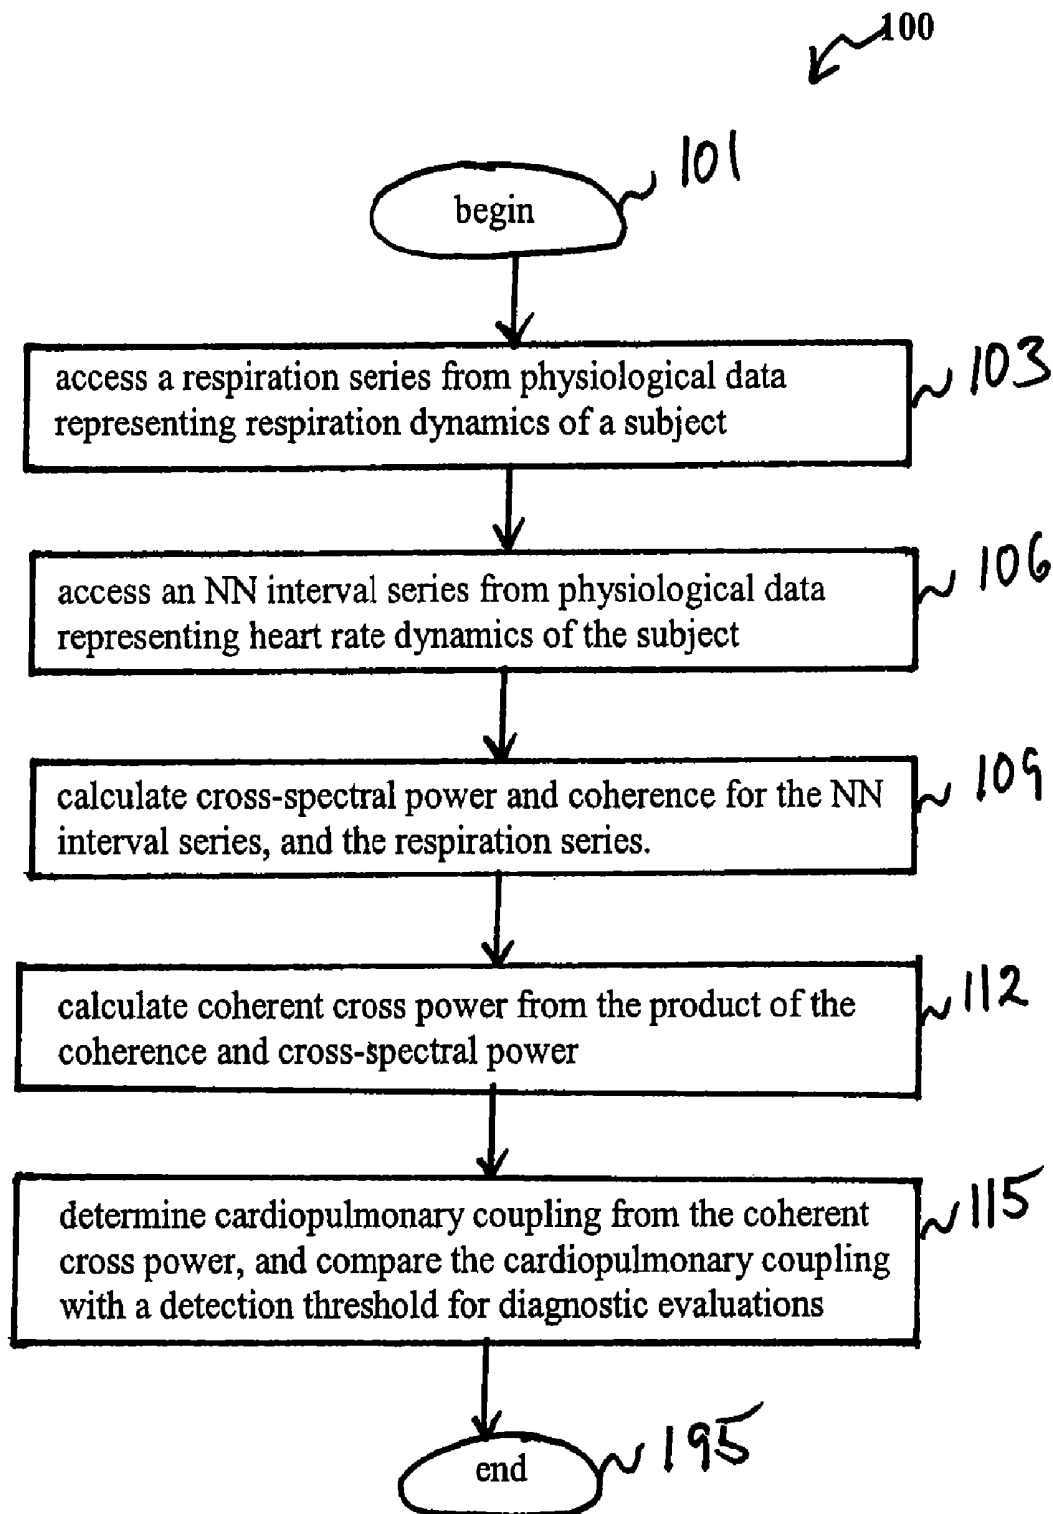 100
101
begin
103
access a respiration series from physiological data
representing respiration dynamics of a subject
106
access an NN interval series from physiological data
representing heart rate dynamics of the subject
109
calculate cross-spectral power and coherence for the NN
interval series, and the respiration series.
112
calculate coherent cross power from the product of the
coherence and cross-spectral power
115
determine cardiopulmonary coupling from the coherent
cross power, and compare the cardiopulmonary coupling
with a detection threshold for diagnostic evaluations
195
end